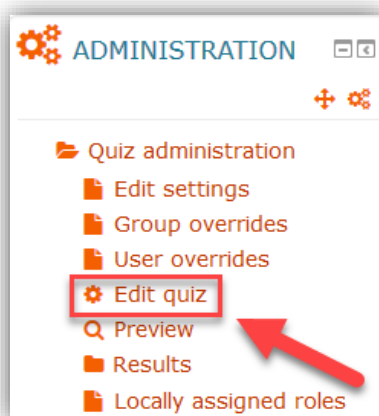 ADMINISTRATION
Quiz administration
Edit settings
Group overrides
User overrides
Edit quiz
Preview
Results
Locally assigned roles